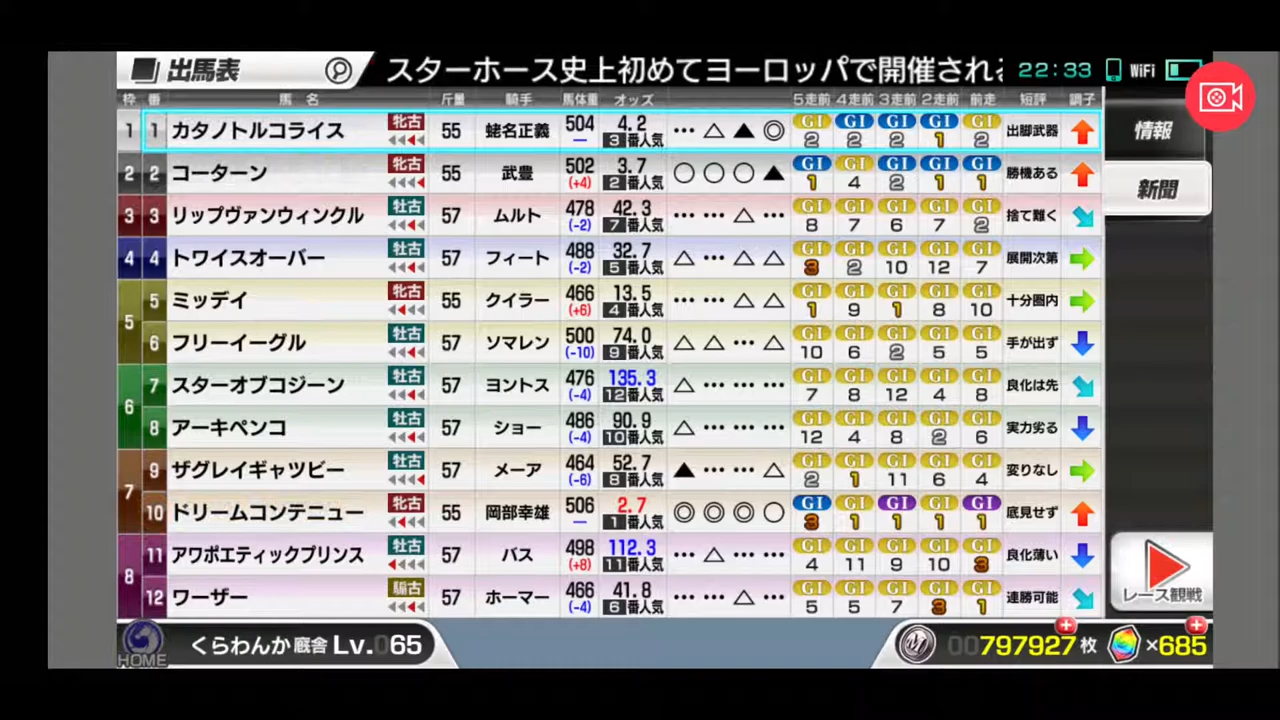 出馬表 スターホース史上初めてヨーロッパで開催され 22:33 WiFi
枠 番 馬名 斤量 騎手 馬体重 オッズ 5走前 4走前 3走前 2走前 前走 短評 調子
1 1 カタノトルコライス 牝古 55 蛯名正義 504 ― 4.2 3番人気 … △ ▲ ◎ GI 2 GI 2 GI 2 GI 1 GI 2 出脚武器
2 2 コーターン 牝古 55 武豊 502 (+4) 3.7 2番人気 ○ ○ ○ ▲ GI 1 GI 4 GI 2 GI 1 GI 1 勝機ある
3 3 リップヴァンウィンクル 牡古 57 ムルト 478 (-2) 42.3 7番人気 … … △ … GI 8 GI 7 GI 6 GI 7 GI 2 捨て難く
4 4 トワイスオーバー 牡古 57 フィート 488 (-2) 32.7 5番人気 △ … △ △ GI 3 GI 2 GI 10 GI 12 GI 7 展開次第
5 5 ミッデイ 牝古 55 クイラー 466 (+6) 13.5 4番人気 … … △ △ GI 1 GI 9 GI 1 GI 8 GI 10 十分圏内
6 フリーイーグル 牡古 57 ソマレン 500 (-10) 74.0 9番人気 △ △ … △ GI 10 GI 6 GI 2 GI 5 GI 5 手が出ず
6 7 スターオブコジーン 牡古 57 ヨントス 476 (-4) 135.3 12番人気 △ … … … GI 7 GI 8 GI 12 GI 4 GI 8 良化は先
8 アーキペンコ 牡古 57 ショー 486 (-4) 90.9 10番人気 △ … … … GI 12 GI 4 GI 8 GI 2 GI 6 実力劣る
7 9 ザグレイギャツビー 牡古 57 メーア 464 (-6) 52.7 8番人気 ▲ … … △ GI 2 GI 1 GI 11 GI 6 GI 4 変りなし
10 ドリームコンテニュー 牝古 55 岡部幸雄 506 ― 2.7 1番人気 ◎ ◎ ◎ ○ GI 3 GI 1 GI 1 GI 1 GI 1 底見せず
8 11 アワポエティックプリンス 牡古 57 バス 498 (+8) 112.3 11番人気 … △ … … GI 4 GI 11 GI 9 GI 10 GI 3 良化薄い
12 ワーザー 騸古 57 ホーマー 466 (-4) 41.8 6番人気 … … △ … GI 5 GI 5 GI 7 GI 3 GI 1 連勝可能
情報
新聞
レース観戦
HOME くらわんか 厩舎 Lv.065 00797927枚 ×685